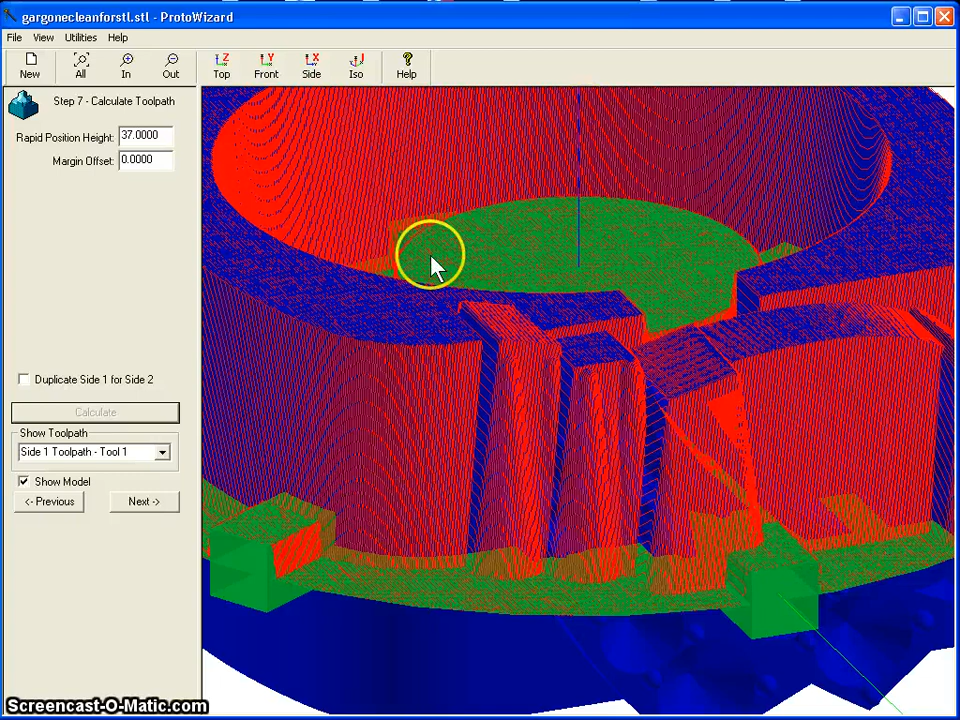 gargonecleanforstl.stl - ProtoWizard
File View Utilities Help
New All In Out Z Top Y Front X Side Iso ? Help
Step 7 - Calculate Toolpath
Rapid Position Height: 37.0000
Margin Offset: 0.0000
Duplicate Side 1 for Side 2
Calculate
Show Toolpath
Side 1 Toolpath - Tool 1
Show Model
<- Previous Next ->
Screencast-O-Matic.com